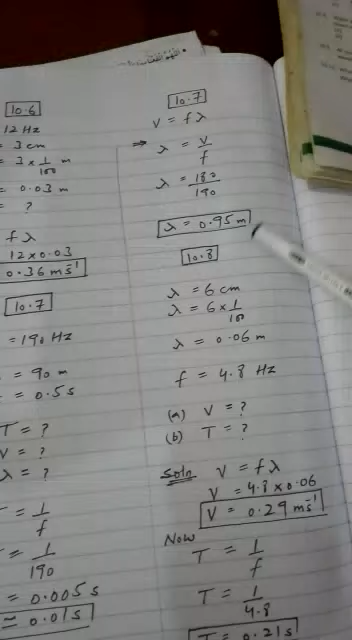 10.6
12 Hz
= 3 cm
= 3 × 1/100 m
= 0.03 m
= ?
fλ
12 × 0.03
0.36 ms⁻¹
10.7
= 190 Hz
= 90 m
= 0.5 s
T = ?
V = ?
λ = ?
= 1/f
= 1/190
= 0.005 s
≈ 0.01 s
10.7
V = fλ
⇒ λ = V/f
λ = 180/190
λ = 0.95 m
10.8
λ = 6 cm
λ = 6 × 1/100
λ = 0.06 m
f = 4.8 Hz
(a) V = ?
(b) T = ?
Soln V = fλ
V = 4.8 × 0.06
V = 0.29 ms⁻¹
Now
T = 1/f
T = 1/4.8
T = 0.21 s